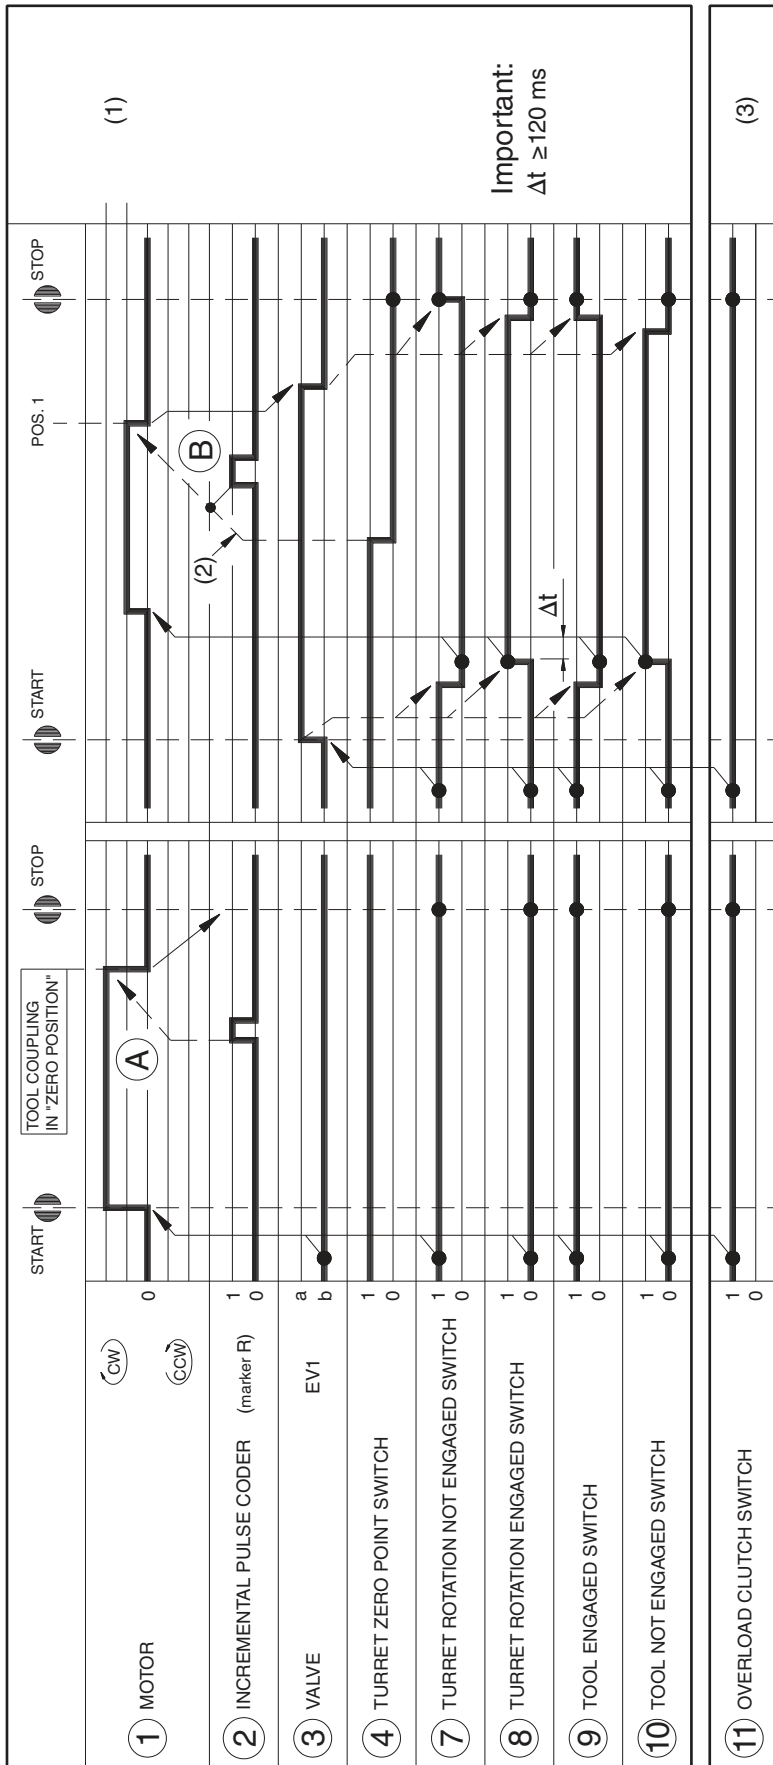 START
TOOL COUPLING
IN "ZERO POSITION"
STOP
START
POS. 1
STOP
1 MOTOR
CW
CCW
0
A
B
(1)
2 INCREMENTAL PULSE CODER (marker R)
1
0
(2)
3 VALVE EV1
a
b
4 TURRET ZERO POINT SWITCH
1
0
7 TURRET ROTATION NOT ENGAGED SWITCH
1
0
8 TURRET ROTATION ENGAGED SWITCH
1
0
Important:
Δt ≥120 ms
Δt
9 TOOL ENGAGED SWITCH
1
0
10 TOOL NOT ENGAGED SWITCH
1
0
11 OVERLOAD CLUTCH SWITCH
1
0
(3)